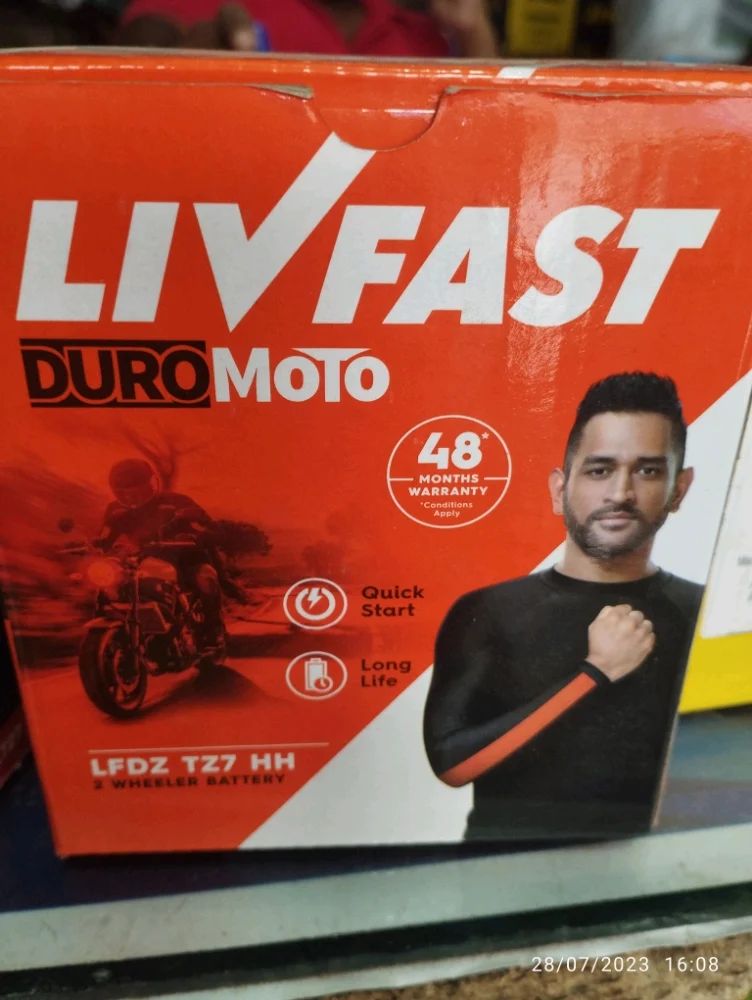 LIVFAST
DUROMOTO
48*
MONTHS
WARRANTY
*Conditions
Apply
Quick
Start
Long
Life
LFDZ TZ7 HH
2 WHEELER BATTERY
28/07/2023 16:08